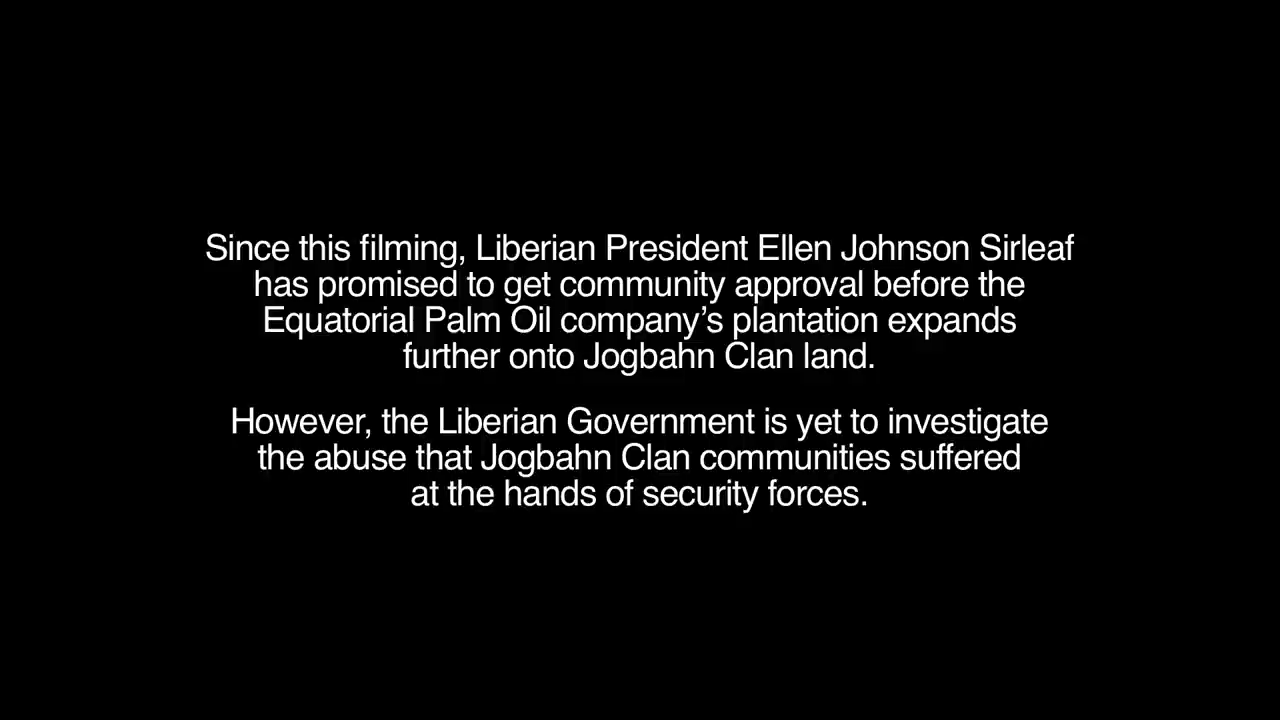 Since this filming, Liberian President Ellen Johnson Sirleaf
has promised to get community approval before the
Equatorial Palm Oil company’s plantation expands
further onto Jogbahn Clan land.
However, the Liberian Government is yet to investigate
the abuse that Jogbahn Clan communities suffered
at the hands of security forces.